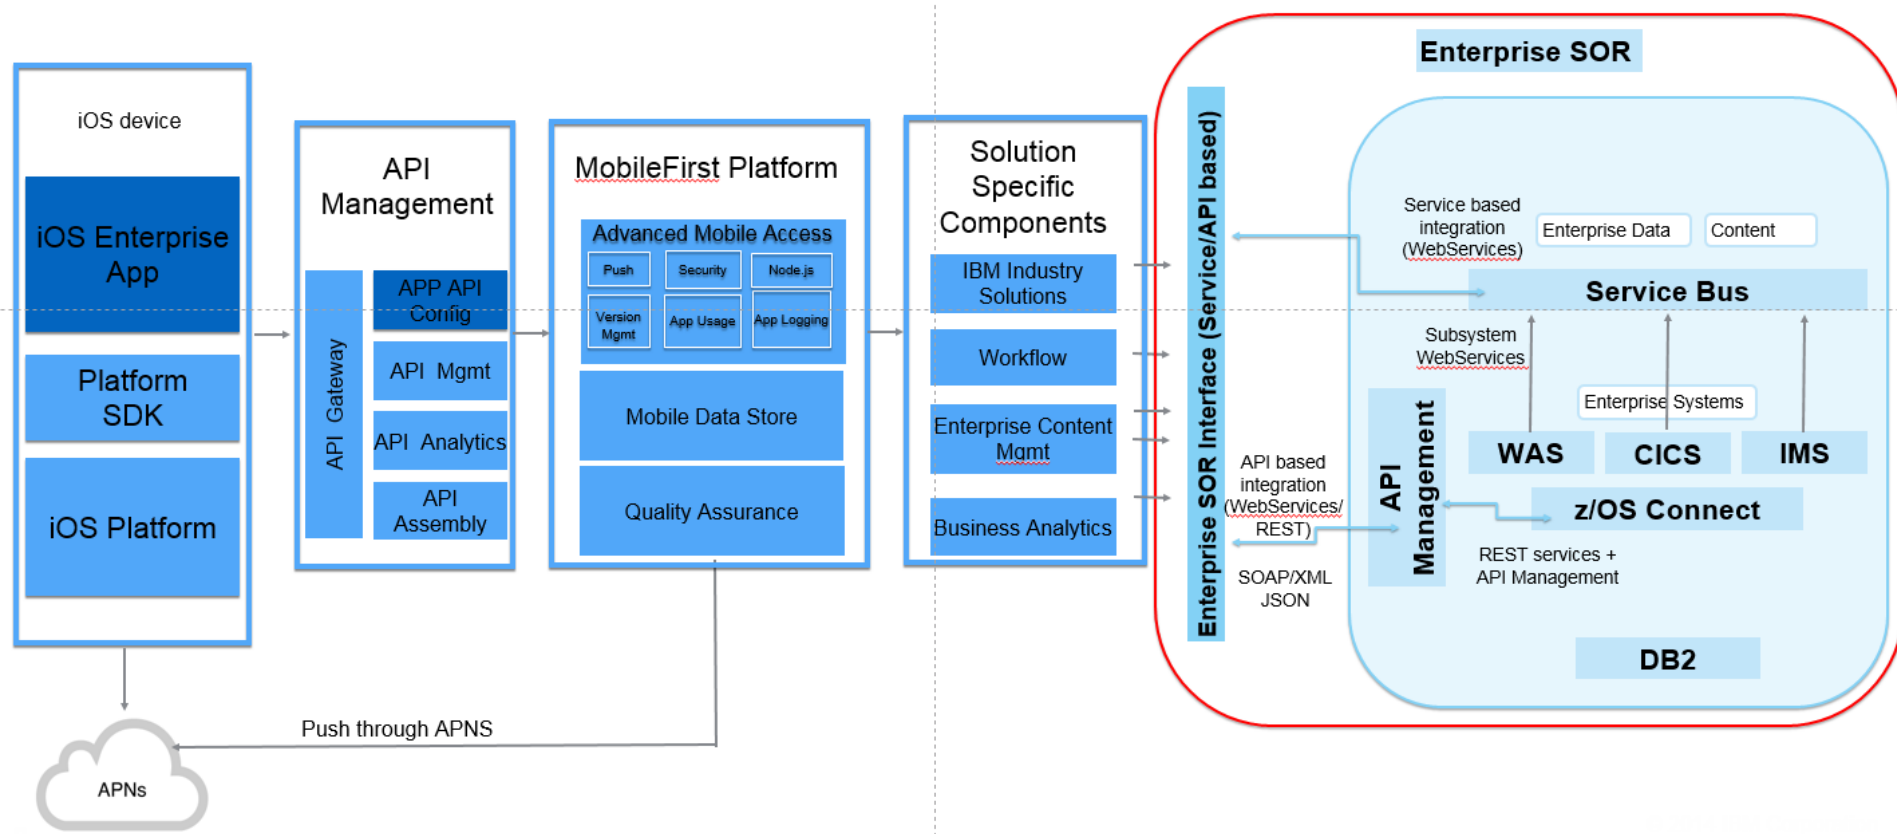 iOS device
iOS Enterprise
App
Platform
SDK
iOS Platform
APNs
Push through APNS
API
Management
API Gateway
APP API
Config
API Mgmt
API Analytics
API
Assembly
MobileFirst Platform
Advanced Mobile Access
Push
Security
Node.js
Version
Mgmt
App Usage
App Logging
Mobile Data Store
Quality Assurance
Solution
Specific
Components
IBM Industry
Solutions
Workflow
Enterprise Content
Mgmt
Business Analytics
Enterprise SOR
Enterprise SOR Interface (Service/API based)
Service based
integration
(WebServices)
Enterprise Data
Content
Service Bus
Subsystem
WebServices
Enterprise Systems
WAS
CICS
IMS
API based
integration
(WebServices/
REST)
SOAP/XML
JSON
API
Management
z/OS Connect
REST services +
API Management
DB2